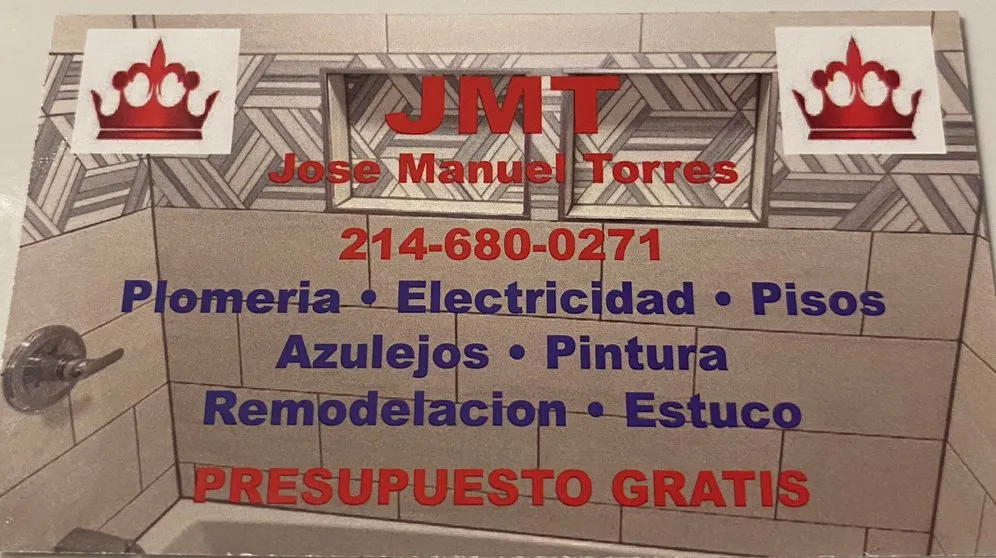 JMT
Jose Manuel Torres
214-680-0271
Plomeria • Electricidad • Pisos
Azulejos • Pintura
Remodelacion • Estuco
PRESUPUESTO GRATIS